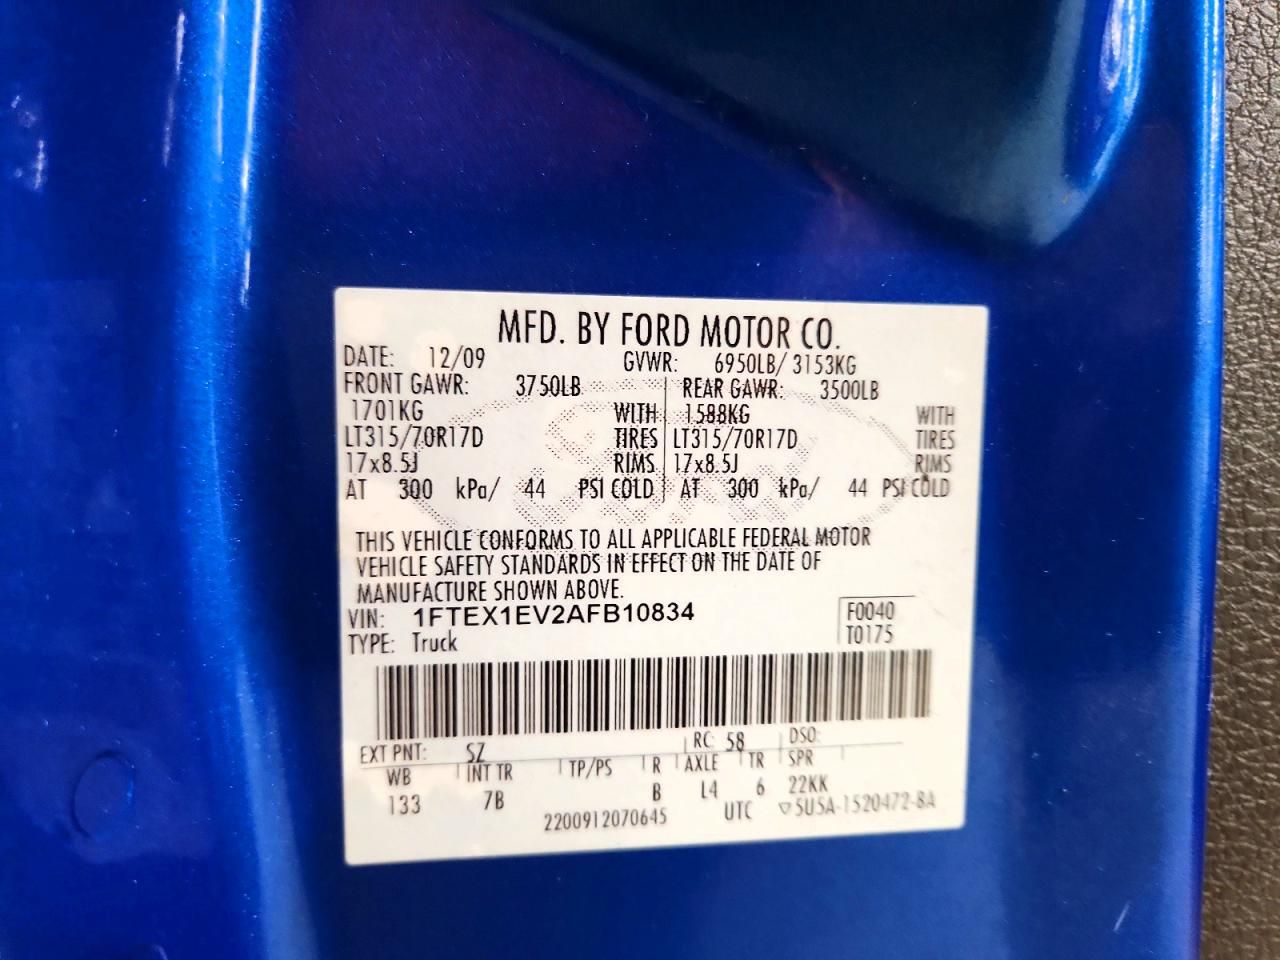 MFD. BY FORD MOTOR CO.
DATE: 12/09 GVWR: 6950LB/ 3153KG
FRONT GAWR: 3750LB REAR GAWR: 3500LB
1701KG WITH 1588KG WITH
LT315/70R17D TIRES LT315/70R17D TIRES
17x8.5J RIMS 17x8.5J RIMS
AT 300 kPa/ 44 PSI COLD AT 300 kPa/ 44 PSI COLD
THIS VEHICLE CONFORMS TO ALL APPLICABLE FEDERAL MOTOR
VEHICLE SAFETY STANDARDS IN EFFECT ON THE DATE OF
MANUFACTURE SHOWN ABOVE.
VIN: 1FTEX1EV2AFB10834 F0040
TYPE: Truck T0175
EXT PNT: SZ RC: 58 DSO:
WB INT TR TP/PS R AXLE TR SPR
133 7B B L4 6 22KK
2200912070645 UTC ▽5U5A-1520472-BA